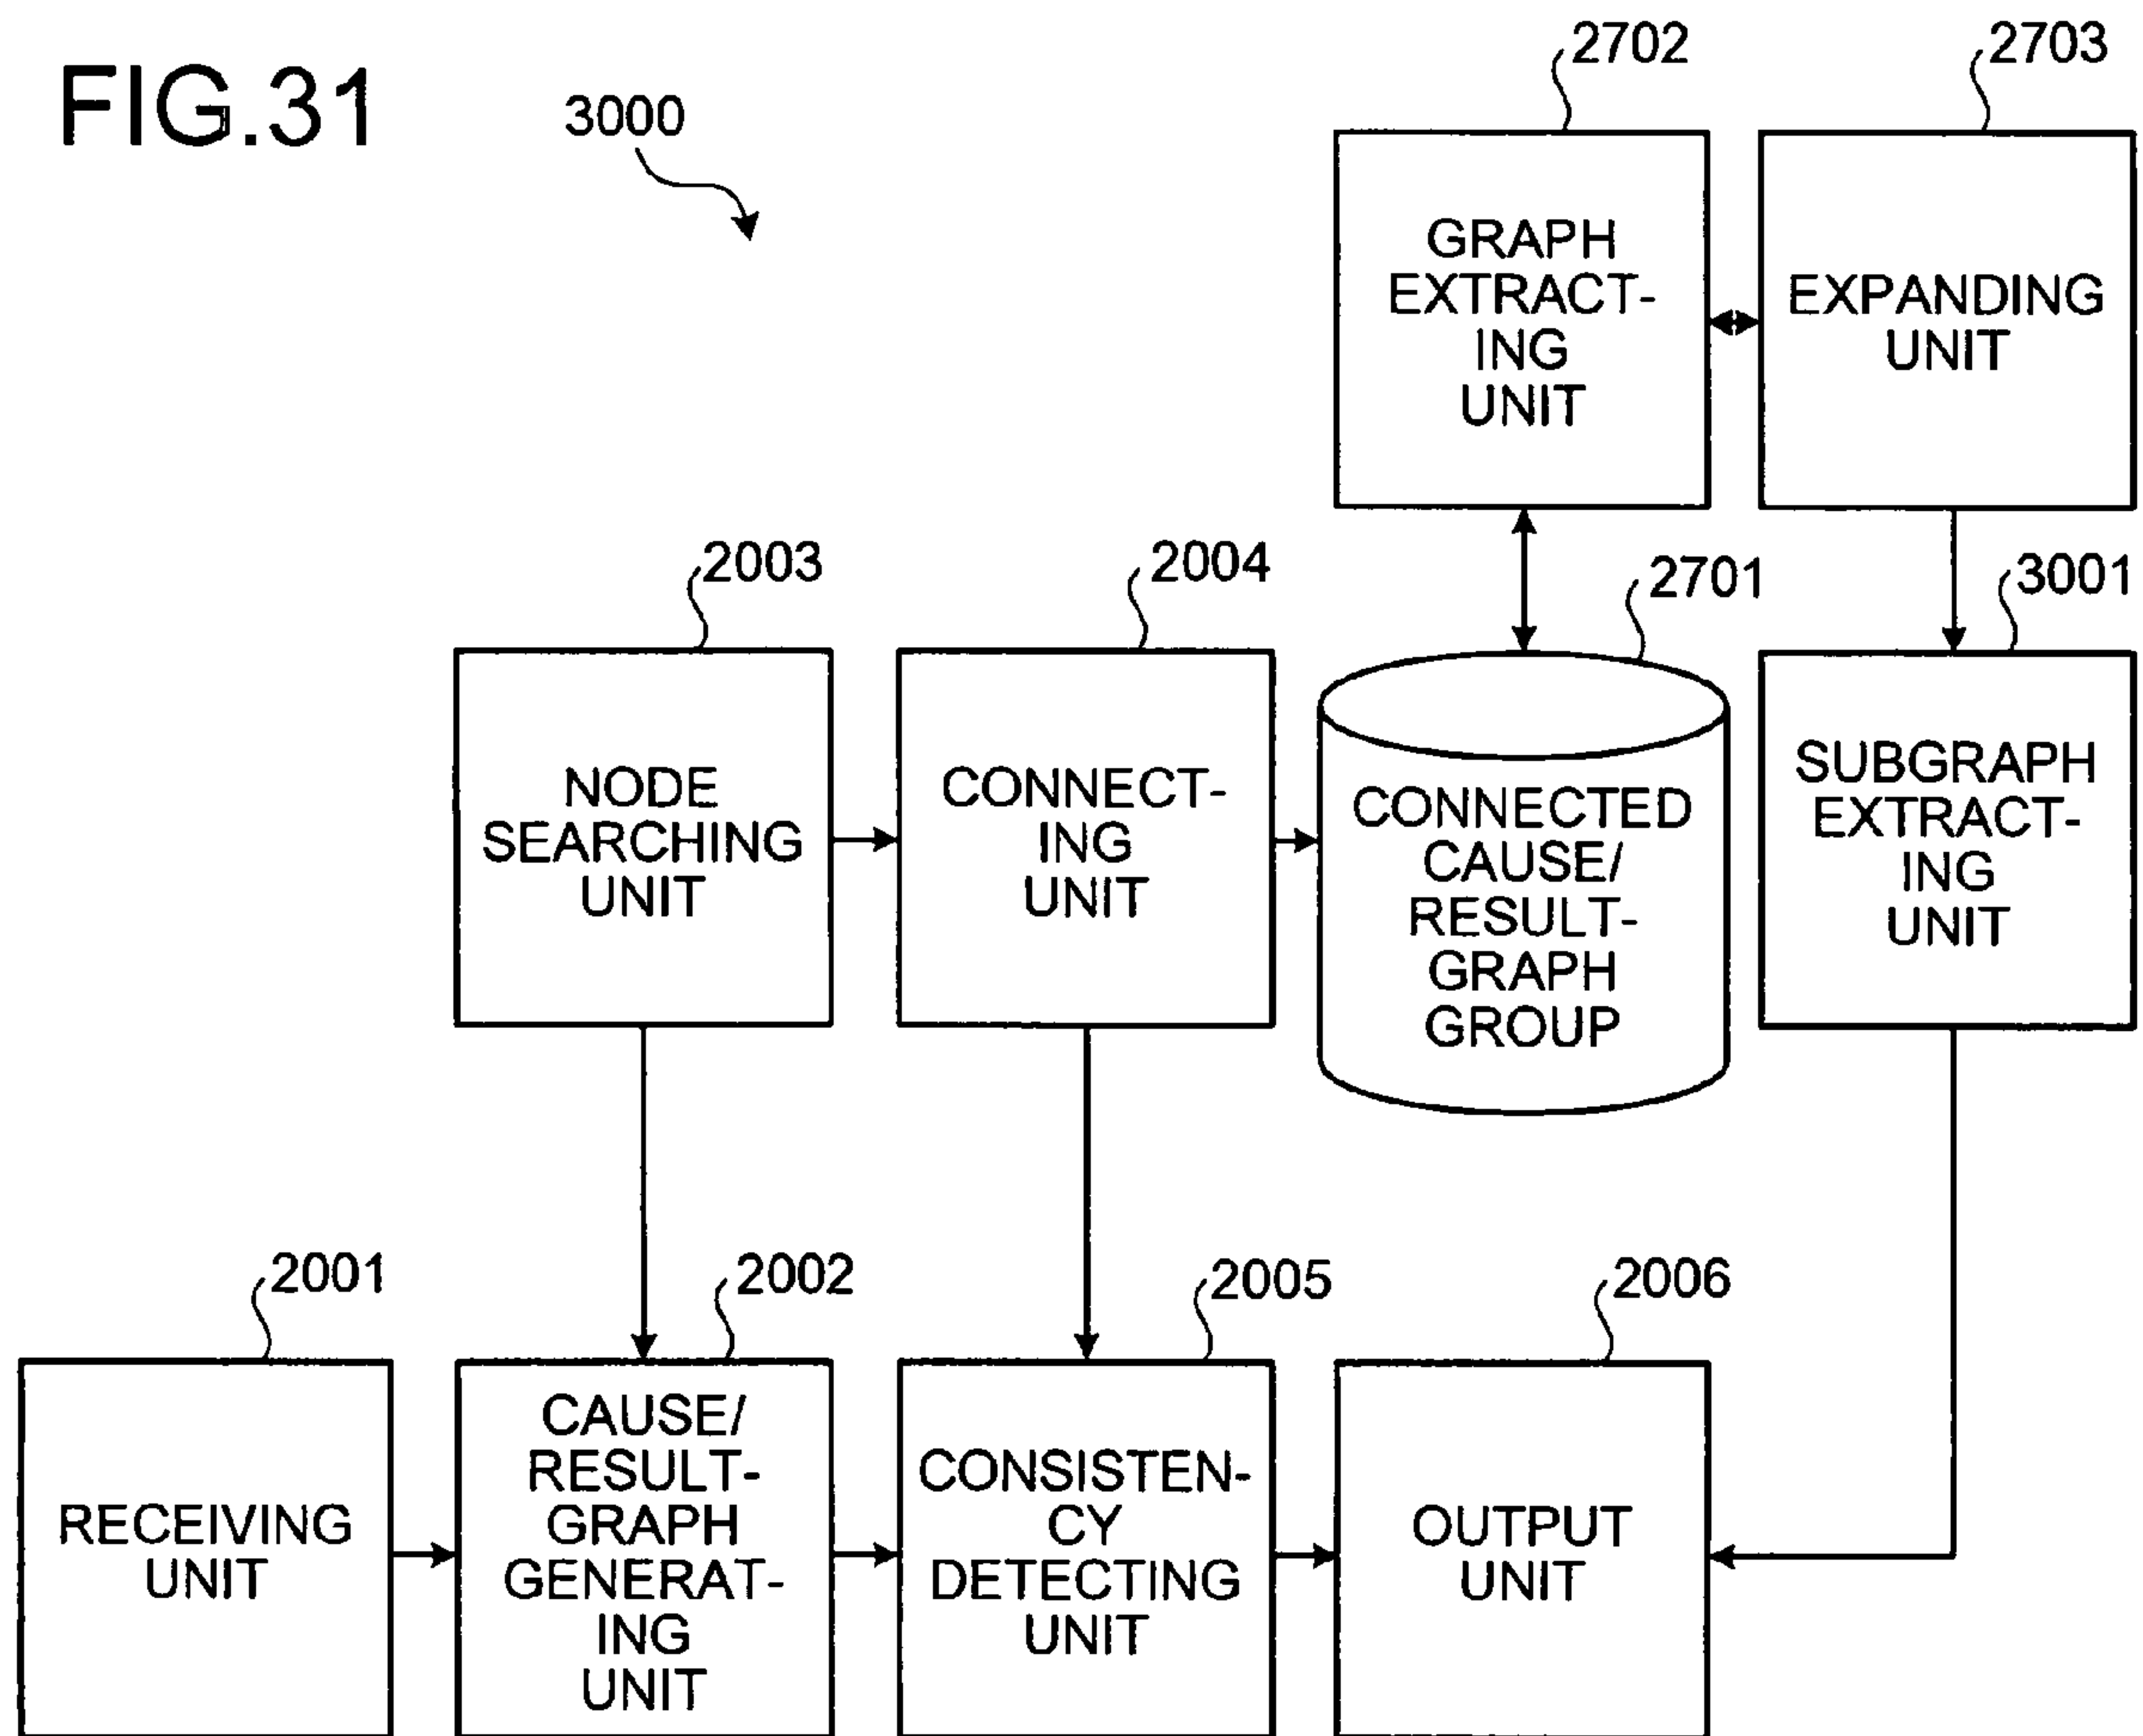 FIG.31
3000
2702
2703
GRAPH
EXTRACT-
ING
UNIT
EXPANDING
UNIT
2003
2004
2701
3001
NODE
SEARCHING
UNIT
CONNECT-
ING
UNIT
CONNECTED
CAUSE/
RESULT-
GRAPH
GROUP
SUBGRAPH
EXTRACT-
ING
UNIT
2001
2002
2005
2006
RECEIVING
UNIT
CAUSE/
RESULT-
GRAPH
GENERAT-
ING
UNIT
CONSISTEN-
CY
DETECTING
UNIT
OUTPUT
UNIT